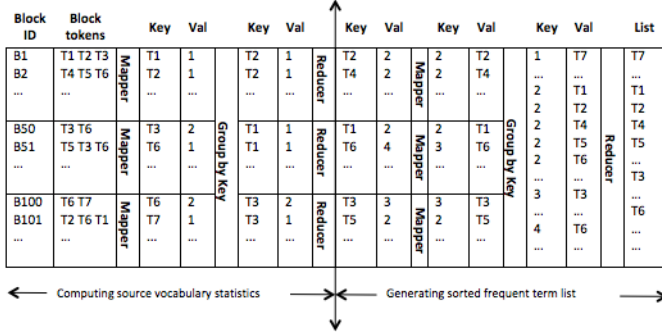 Block ID Block tokens Key Val Key Val Key Val Key Val Key Val List
B1 T1 T2 T3 T1 1 T2 1 T2 2 2 T2
B2 T4 T5 T6 T2 1 T2 1 T4 2 2 T4
... ... ... ... ... ... ... ... ... ...
Mapper
Reducer
Mapper
B50 T3 T6 T3 2 T1 1 T1 2 2 T1
B51 T5 T3 T6 T6 1 T1 1 T6 4 3 T6
... ... ... ... ... ... ... ... ... ...
Mapper
Group by Key
Reducer
Mapper
Group by Key
B100 T6 T7 T6 2 T3 2 T3 3 3 T3
B101 T2 T6 T1 T7 1 T3 1 T5 2 2 T5
... ... ... ... ... ... ... ... ... ...
Mapper
Reducer
Mapper
1 T7 T7
... ... ...
2 T1 T1
2 T2 T2
2 T4 T4
2 T5 T5
2 T6 ...
... ... T3
3 T3 ...
... ... T6
4 T6 ...
... ... ...
Reducer
Computing source vocabulary statistics
Generating sorted frequent term list